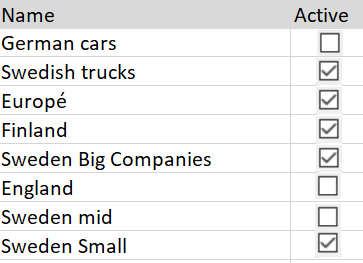 Name Active
German cars
Swedish trucks
Europé
Finland
Sweden Big Companies
England
Sweden mid
Sweden Small